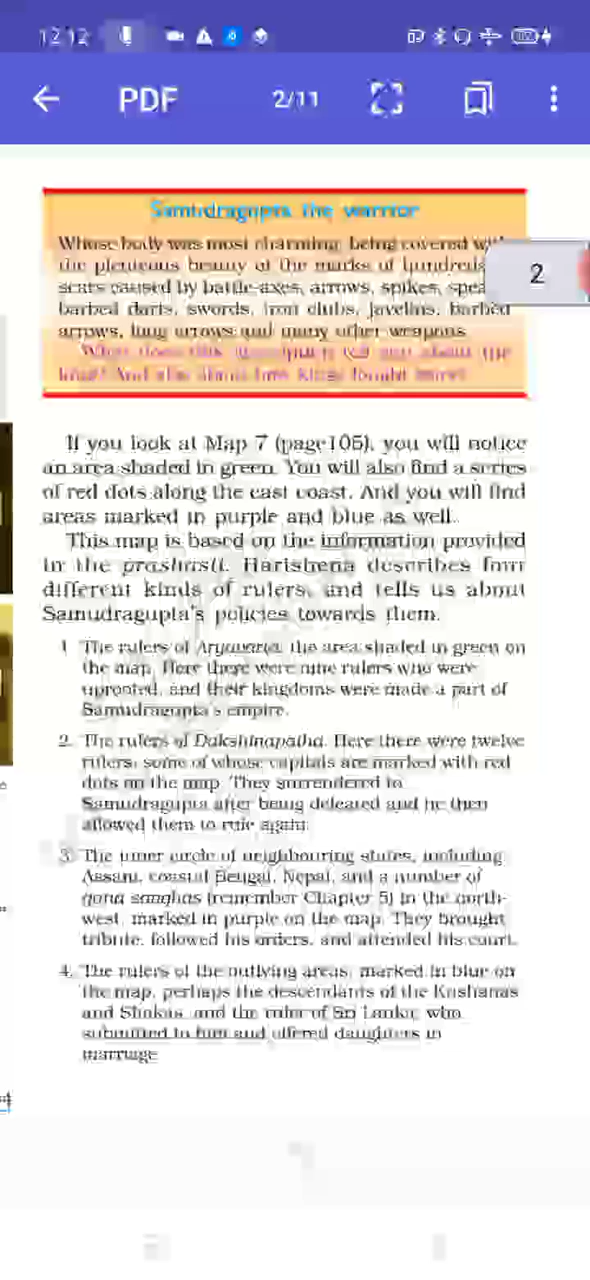 12 12
PDF
2/11
Samudragupta the warrior
Whose body was most charming, being covered
the plenteous beauty of the marks of hundreds
scars caused by battle-axes, arrows, spikes,
barbed darts, swords, iron clubs, javelins, barbed
arrows, long arrows and many other weapons.
What does this description tell you about the
king? And also about how kings fought wars?
2
If you look at Map 7 (page105), you will notice
an area shaded in green. You will also find a series
of red dots along the east coast. And you will find
areas marked in purple and blue as well.
This map is based on the information provided
in the prashasti. Harishena describes four
different kinds of rulers, and tells us about
Samudragupta's policies towards them.
1. The rulers of Aryavarta, the area shaded in green on
the map. Here there were nine rulers who were
uprooted, and their kingdoms were made a part of
Samudragupta's empire.
2. The rulers of Dakshinapatha. Here there were twelve
rulers, some of whose capitals are marked with red
dots on the map. They surrendered to
Samudragupta after being defeated and he then
allowed them to rule again.
3. The inner circle of neighbouring states, including
Assam, coastal Bengal, Nepal, and a number of
gana sanghas (remember Chapter 5) in the north-
west, marked in purple on the map. They brought
tribute, followed his orders, and attended his court.
4. The rulers of the outlying areas, marked in blue on
the map, perhaps the descendants of the Kushanas
and Shakas, and the ruler of Sri Lanka, who
submitted to him and offered daughters in
marriage.